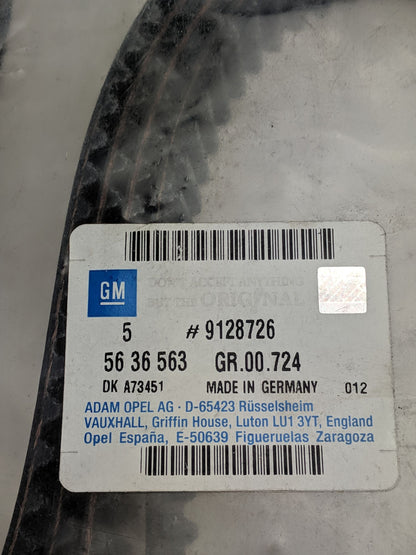 GM
DON'T ACCEPT ANYTHING
BUT THE ORIGINAL
5 # 9128726
56 36 563 GR.00.724
DK A73451 MADE IN GERMANY 012
ADAM OPEL AG · D-65423 Rüsselsheim
VAUXHALL, Griffin House, Luton LU1 3YT, England
Opel España, E-50639 Figueruelas Zaragoza